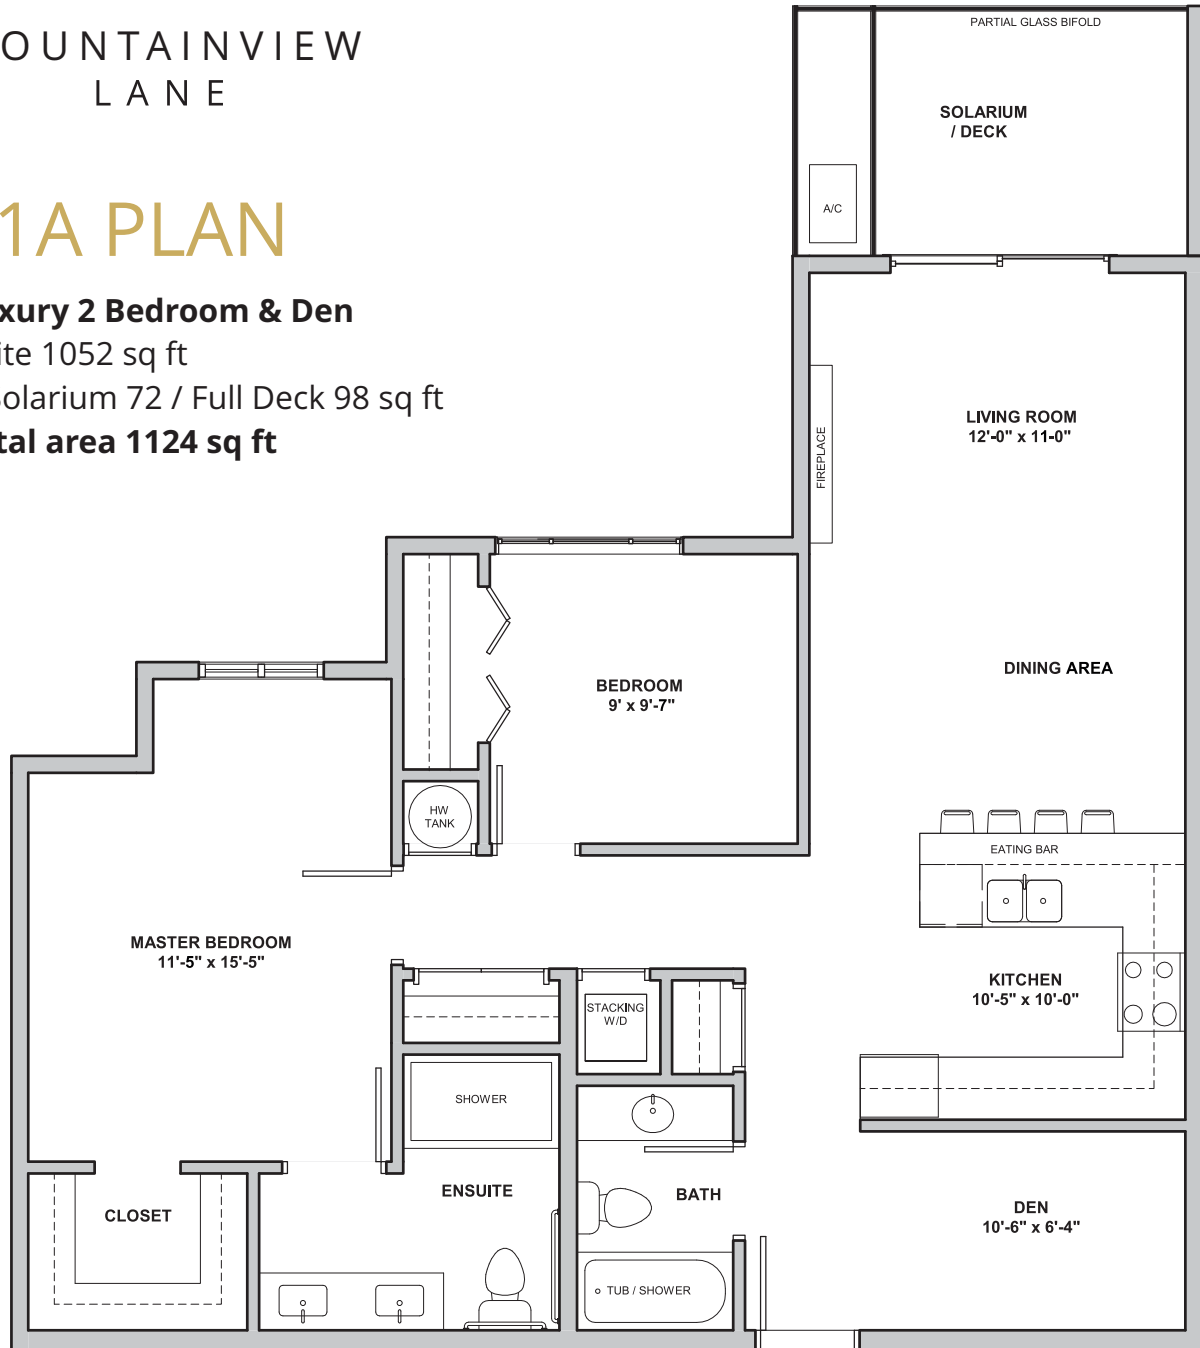 OUNTAINVIEW
LANE
1A PLAN
xury 2 Bedroom & Den
ite 1052 sq ft
Solarium 72 / Full Deck 98 sq ft
tal area 1124 sq ft
PARTIAL GLASS BIFOLD
SOLARIUM
/ DECK
A/C
FIREPLACE
LIVING ROOM
12'-0" x 11-0"
DINING AREA
BEDROOM
9' x 9'-7"
HW
TANK
EATING BAR
MASTER BEDROOM
11'-5" x 15'-5"
KITCHEN
10'-5" x 10'-0"
STACKING
W/D
SHOWER
ENSUITE
BATH
CLOSET
DEN
10'-6" x 6'-4"
TUB / SHOWER